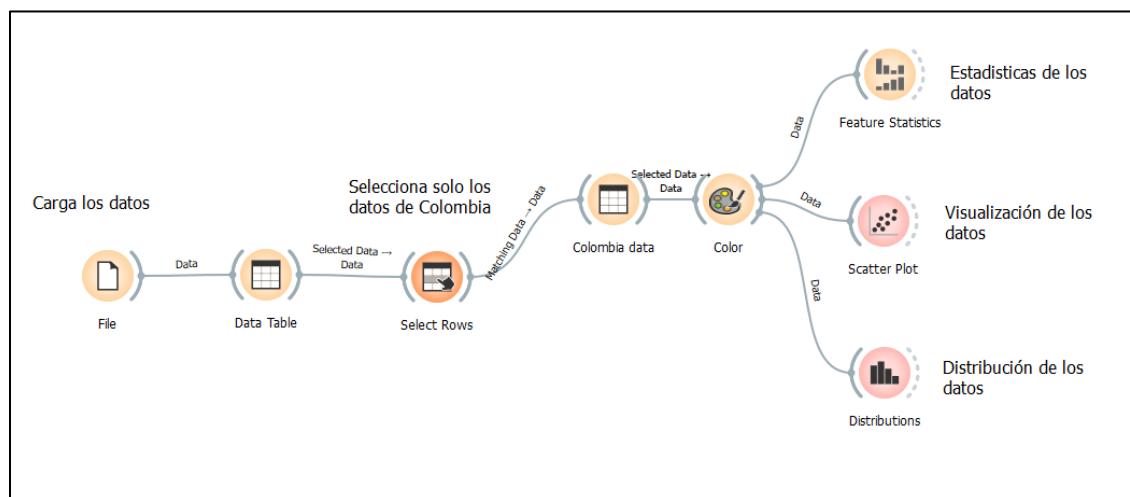 Carga los datos
File
Data
Data Table
Selected Data →
Data
Selecciona solo los
datos de Colombia
Select Rows
Matching Data → Data
Colombia data
Selected Data →
Data
Color
Data
Feature Statistics
Estadisticas de los
datos
Data
Scatter Plot
Visualización de los
datos
Data
Distributions
Distribución de los
datos